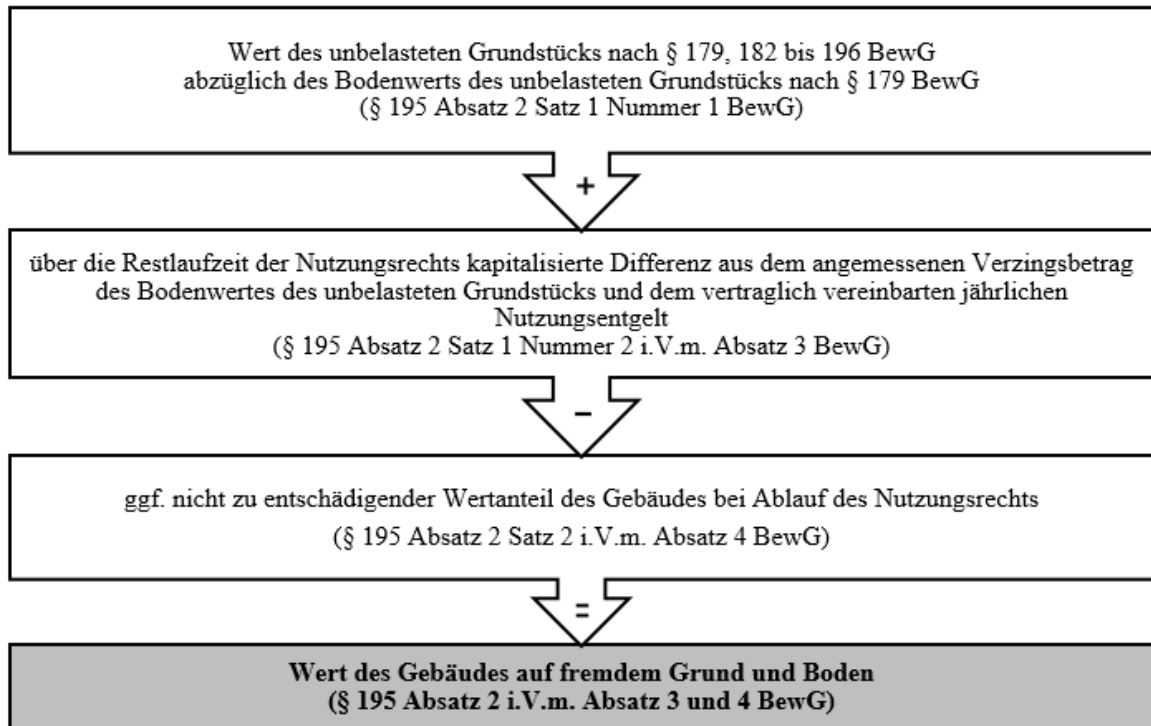 Wert des unbelasteten Grundstücks nach § 179, 182 bis 196 BewG
abzüglich des Bodenwerts des unbelasteten Grundstücks nach § 179 BewG
(§ 195 Absatz 2 Satz 1 Nummer 1 BewG)
+
über die Restlaufzeit der Nutzungsrechts kapitalisierte Differenz aus dem angemessenen Verzingsbetrag
des Bodenwertes des unbelasteten Grundstücks und dem vertraglich vereinbarten jährlichen
Nutzungsentgelt
(§ 195 Absatz 2 Satz 1 Nummer 2 i.V.m. Absatz 3 BewG)
–
ggf. nicht zu entschädigender Wertanteil des Gebäudes bei Ablauf des Nutzungsrechts
(§ 195 Absatz 2 Satz 2 i.V.m. Absatz 4 BewG)
=
Wert des Gebäudes auf fremdem Grund und Boden
(§ 195 Absatz 2 i.V.m. Absatz 3 und 4 BewG)